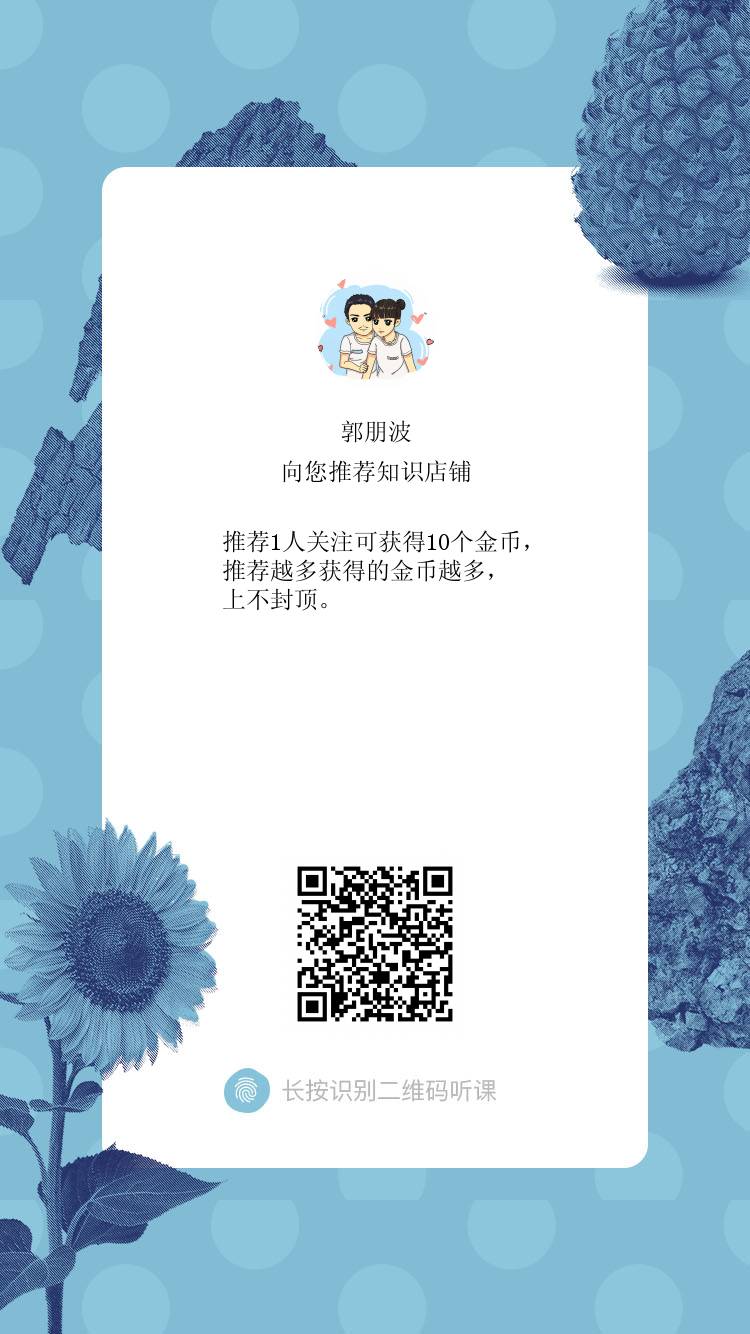 郭朋波
向您推荐知识店铺
推荐1人关注可获得10个金币，
推荐越多获得的金币越多，
上不封顶。
长按识别二维码听课